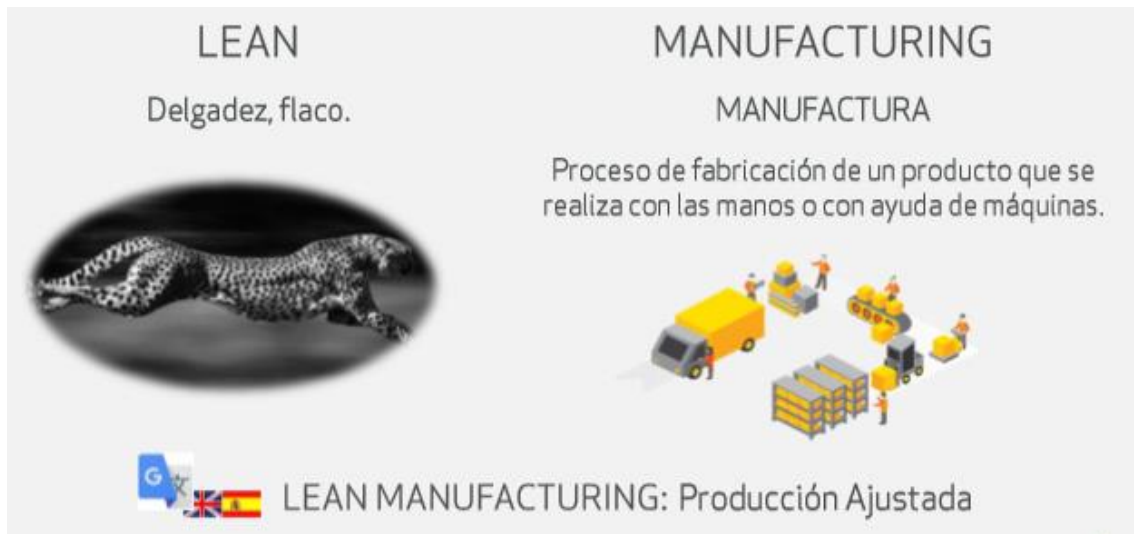 LEAN
Delgadez, flaco.
MANUFACTURING
MANUFACTURA
Proceso de fabricación de un producto que se
realiza con las manos o con ayuda de máquinas.
G 文
LEAN MANUFACTURING: Producción Ajustada